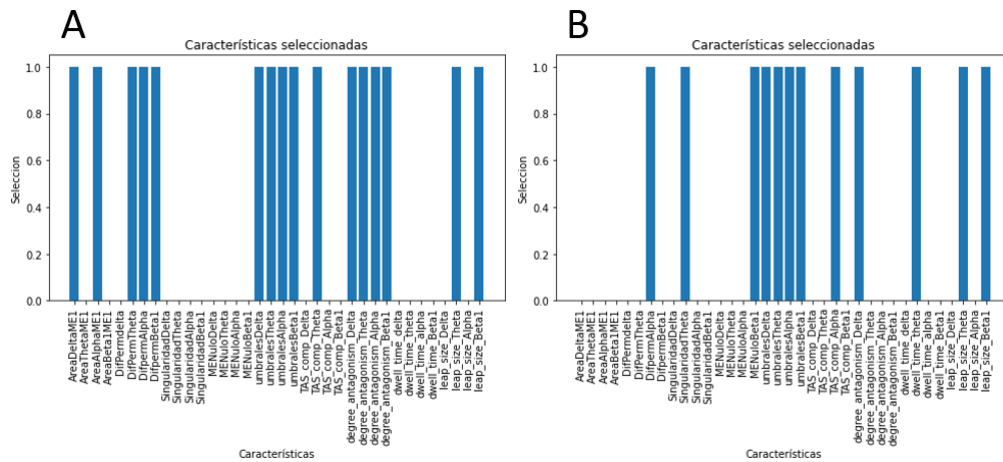 A
Características seleccionadas
Seleccion
1.0
0.8
0.6
0.4
0.2
0.0
AreaDeltaME1
AreaThetaME1
AreaAlphaME1
AreaBeta1ME1
DifPermdelta
DifPermTheta
DifpermAlpha
DifpermBeta1
SingularidadDelta
SingularidadTheta
SingularidadAlpha
SingularidadBeta1
MENuloDelta
MENuloTheta
MENuloAlpha
MENuloBeta1
umbralesDelta
umbralesTheta
umbralesAlpha
umbralesBeta1
TAS_comp_Delta
TAS_comp_Theta
TAS_comp_Alpha
TAS_comp_Beta1
degree_antagonism_Delta
degree_antagonism_Theta
degree_antagonism_Alpha
degree_antagonism_Beta1
dwell_time_delta
dwell_time_theta
dwell_time_alpha
dwell_time_Beta1
leap_size_Delta
leap_size_Theta
leap_size_Alpha
leap_size_Beta1
Características
B
Características seleccionadas
Seleccion
1.0
0.8
0.6
0.4
0.2
0.0
AreaDeltaME1
AreaThetaME1
AreaAlphaME1
AreaBeta1ME1
DifPermdelta
DifPermTheta
DifpermAlpha
DifpermBeta1
SingularidadDelta
SingularidadTheta
SingularidadAlpha
SingularidadBeta1
MENuloDelta
MENuloTheta
MENuloAlpha
MENuloBeta1
umbralesDelta
umbralesTheta
umbralesAlpha
umbralesBeta1
TAS_comp_Delta
TAS_comp_Theta
TAS_comp_Alpha
TAS_comp_Beta1
degree_antagonism_Delta
degree_antagonism_Theta
degree_antagonism_Alpha
degree_antagonism_Beta1
dwell_time_delta
dwell_time_theta
dwell_time_alpha
dwell_time_Beta1
leap_size_Delta
leap_size_Theta
leap_size_Alpha
leap_size_Beta1
Características